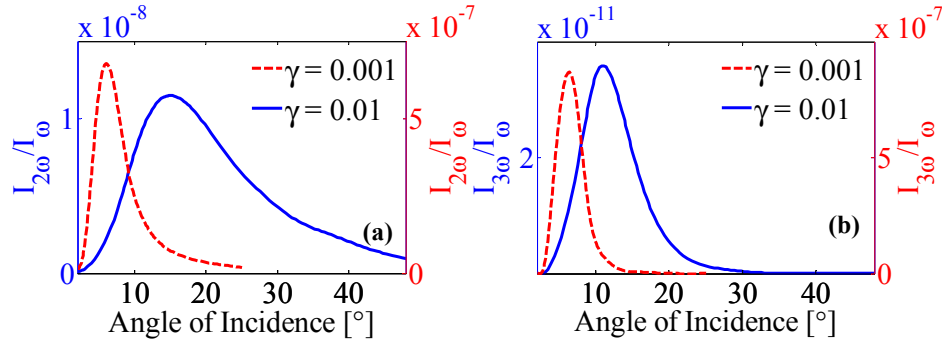 x 10⁻⁸
x 10⁻⁷
γ = 0.001
γ = 0.01
1
0
5
0
I2ω/Iω
I2ω/Iω
(a)
10 20 30 40
Angle of Incidence [°]
x 10⁻¹¹
x 10⁻⁷
γ = 0.001
γ = 0.01
2
5
0
I3ω/Iω
I3ω/Iω
(b)
10 20 30 40
Angle of Incidence [°]